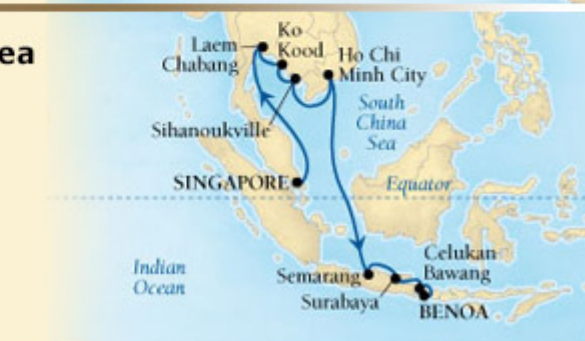 ea
Ko
Kood
Laem
Chabang
Ho Chi
Minh City
South
China
Sea
Sihanoukville
SINGAPORE
Equator
Indian
Ocean
Semarang
Surabaya
Celukan
Bawang
BENOA